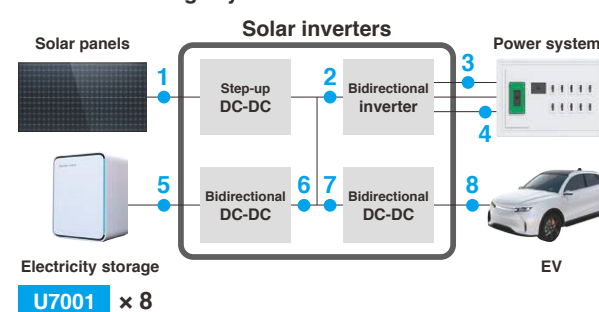 Solar inverters
Solar panels
Power system
1
Step-up
DC-DC
2
Bidirectional
inverter
3
4
5
Bidirectional
DC-DC
6
7
Bidirectional
DC-DC
8
Electricity storage
EV
U7001 × 8